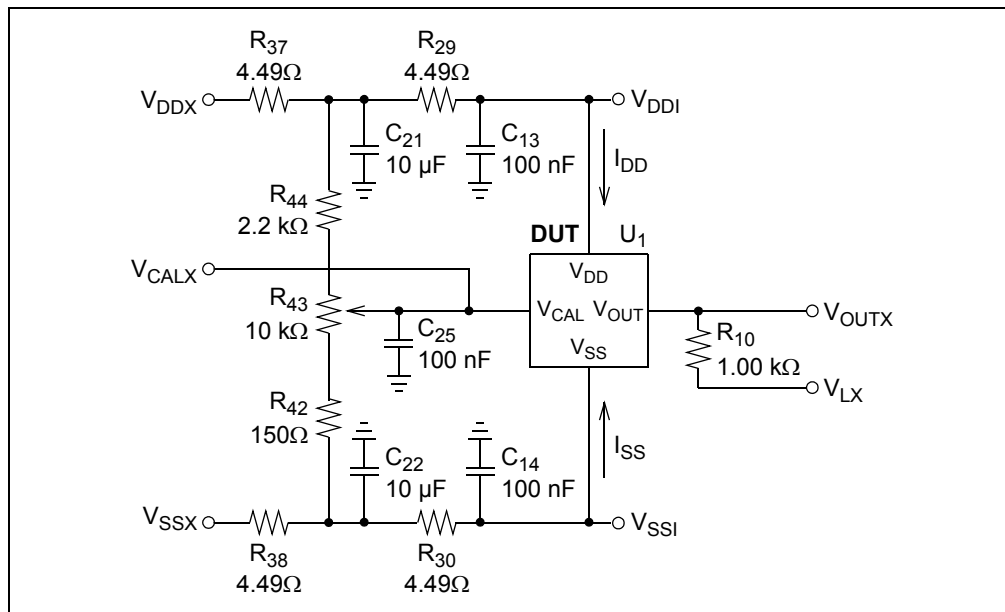 R37
4.49Ω
R29
4.49Ω
VDDX
VDDI
C21
10 µF
C13
100 nF
IDD
R44
2.2 kΩ
DUT U1
VDD
VCALX
R43
10 kΩ
VCAL VOUT
VOUTX
C25
100 nF
VSS
R10
1.00 kΩ
VLX
R42
150Ω
C22
10 µF
C14
100 nF
ISS
VSSX
VSSI
R38
4.49Ω
R30
4.49Ω